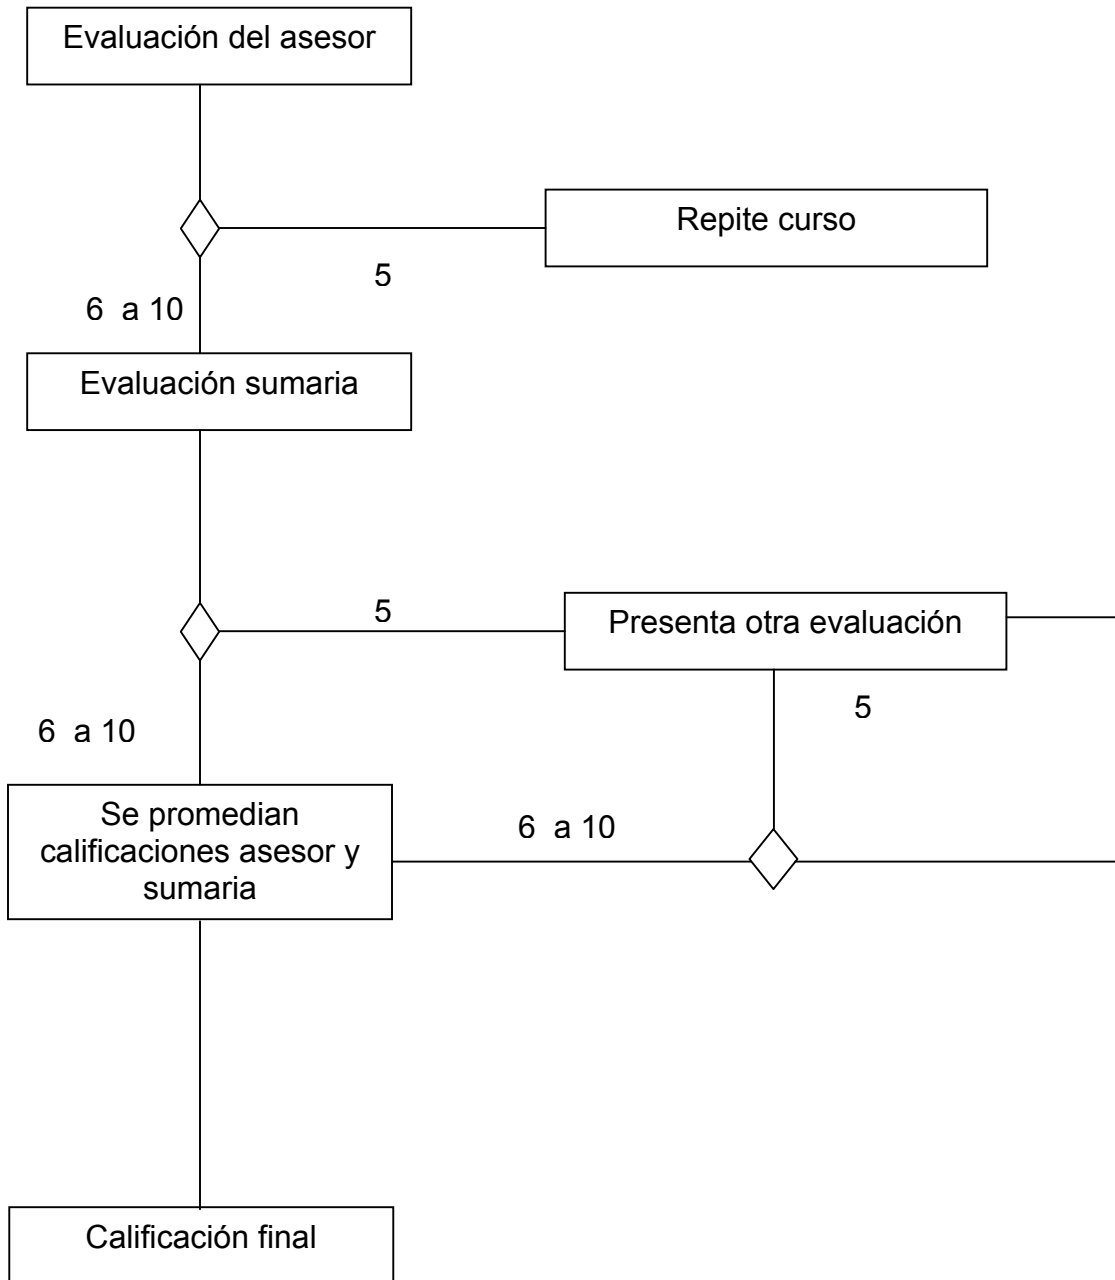 Evaluación del asesor
Repite curso
5
6 a 10
Evaluación sumaria
5
Presenta otra evaluación
5
6 a 10
Se promedian
calificaciones asesor y
sumaria
6 a 10
Calificación final